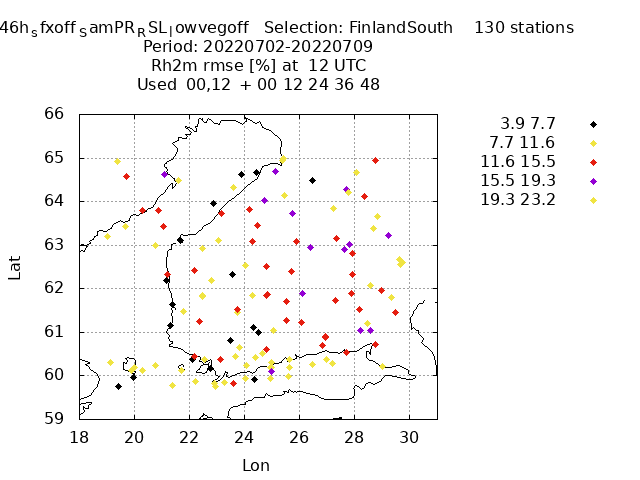 46h_sfxoff_SamPR_RSL_lowvegoff Selection: FinlandSouth 130 stations
Period: 20220702-20220709
Rh2m rmse [%] at 12 UTC
Used 00,12 + 00 12 24 36 48
3.9 7.7
7.7 11.6
11.6 15.5
15.5 19.3
19.3 23.2
66
65
64
63
62
61
60
59
Lat
18 20 22 24 26 28 30
Lon